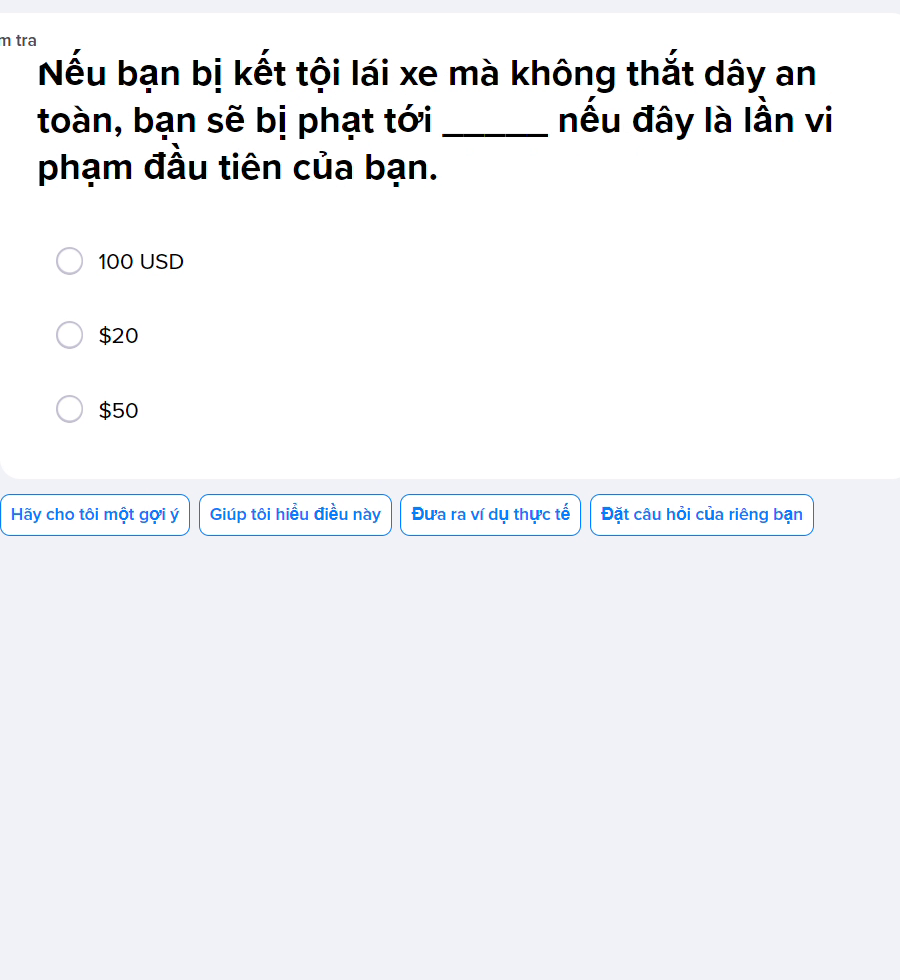 m tra
Nếu bạn bị kết tội lái xe mà không thắt dây an
toàn, bạn sẽ bị phạt tới ______ nếu đây là lần vi
phạm đầu tiên của bạn.
100 USD
$20
$50
Hãy cho tôi một gợi ý
Giúp tôi hiểu điều này
Đưa ra ví dụ thực tế
Đặt câu hỏi của riêng bạn